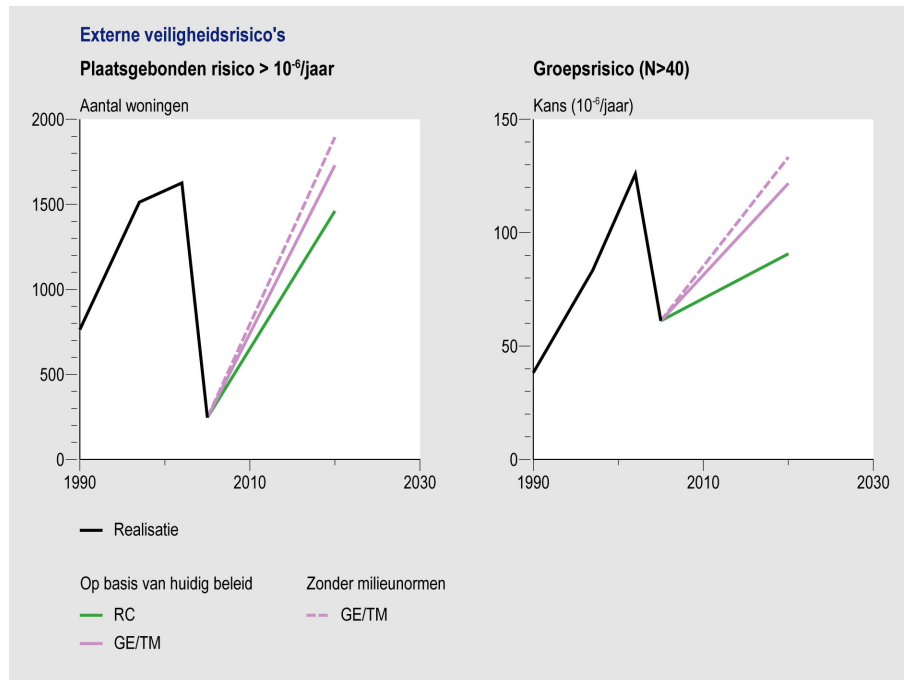 Externe veiligheidsrisico's
Plaatsgebonden risico > 10⁻⁶/jaar
Aantal woningen
2000
1500
1000
500
0
1990
2010
2030
Groepsrisico (N>40)
Kans (10⁻⁶/jaar)
150
100
50
0
1990
2010
2030
Realisatie
Op basis van huidig beleid
RC
GE/TM
Zonder milieunormen
GE/TM